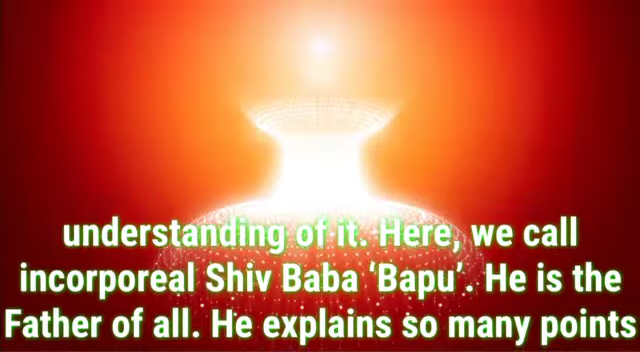 understanding of it. Here, we call
incorporeal Shiv Baba ‘Bapu’. He is the
Father of all. He explains so many points